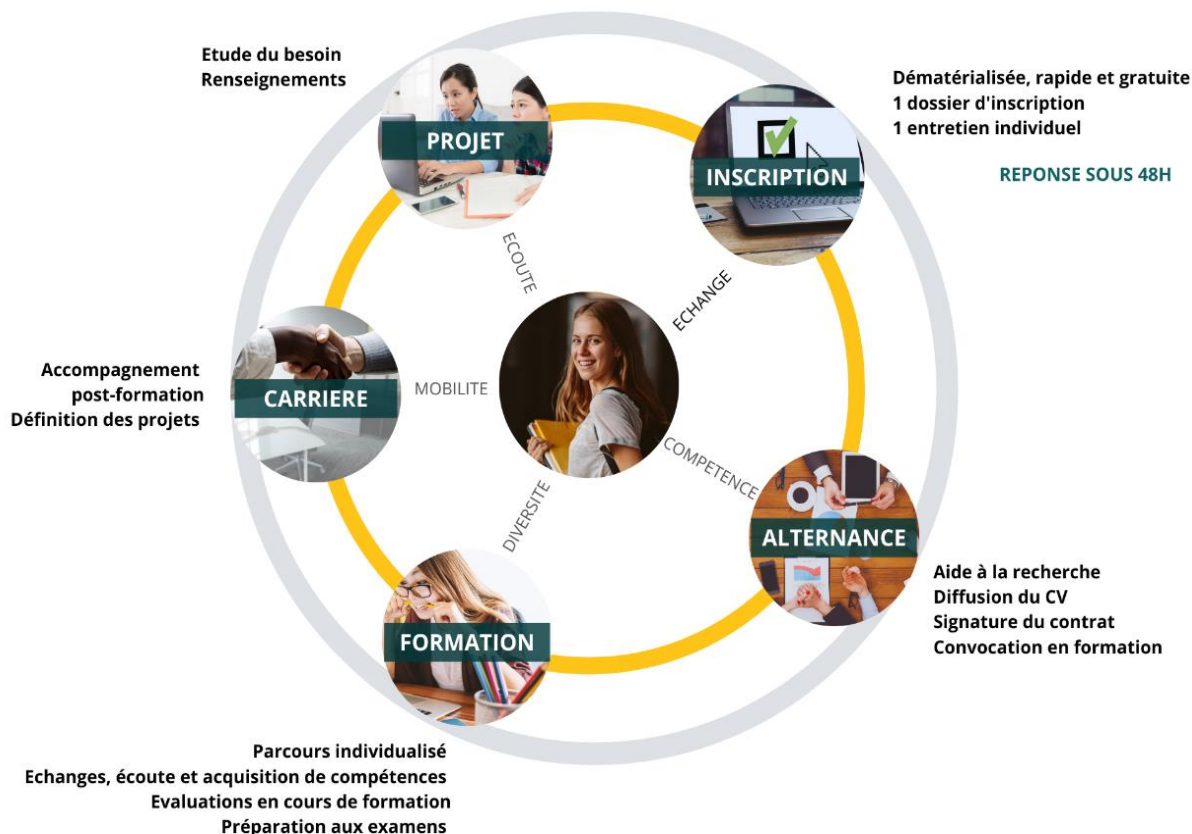 Etude du besoin
Renseignements
PROJET
Dématérialisée, rapide et gratuite
1 dossier d'inscription
1 entretien individuel
REPONSE SOUS 48H
INSCRIPTION
ECOUTE
ECHANGE
Accompagnement
post-formation
Définition des projets
CARRIERE
MOBILITE
COMPETENCE
DIVERSITE
ALTERNANCE
Aide à la recherche
Diffusion du CV
Signature du contrat
Convocation en formation
FORMATION
Parcours individualisé
Echanges, écoute et acquisition de compétences
Evaluations en cours de formation
Préparation aux examens